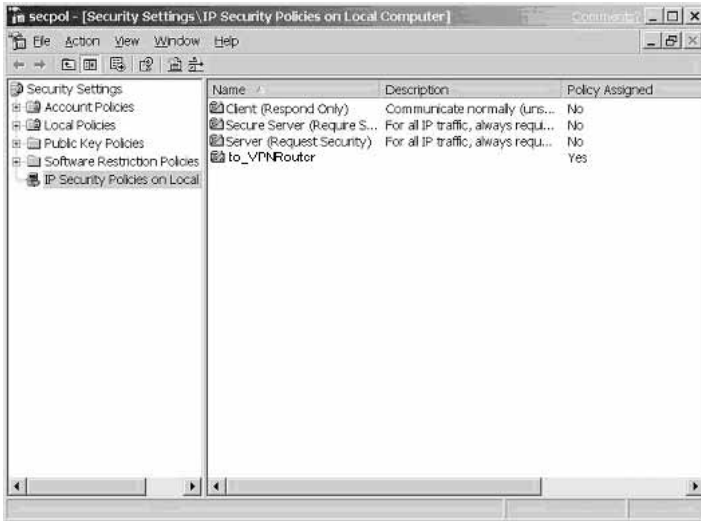 secpol - [Security Settings\IP Security Policies on Local Computer]
Comments?
File Action View Window Help
Security Settings
Account Policies
Local Policies
Public Key Policies
Software Restriction Policies
IP Security Policies on Local
Name Description Policy Assigned
Client (Respond Only) Communicate normally (uns... No
Secure Server (Require S... For all IP traffic, always requi... No
Server (Request Security) For all IP traffic, always requ... No
to_VPNRouter Yes